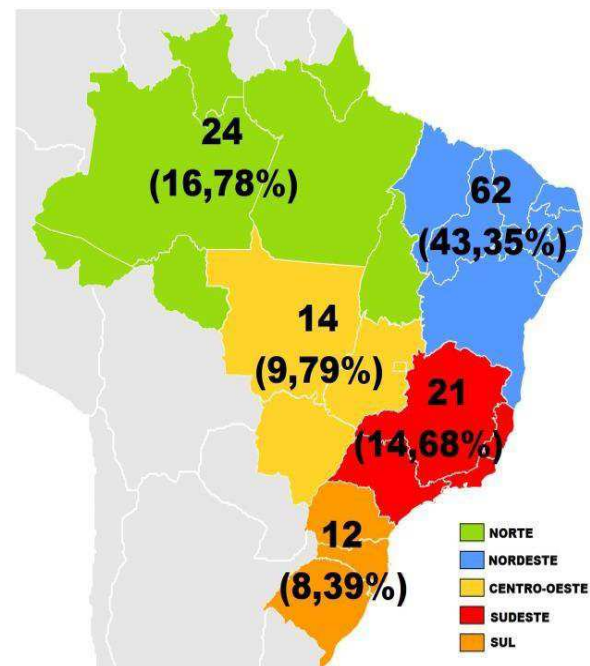 24
(16,78%)
62
(43,35%)
14
(9,79%)
21
(14,68%)
12
(8,39%)
NORTE
NORDESTE
CENTRO-OESTE
SUDESTE
SUL